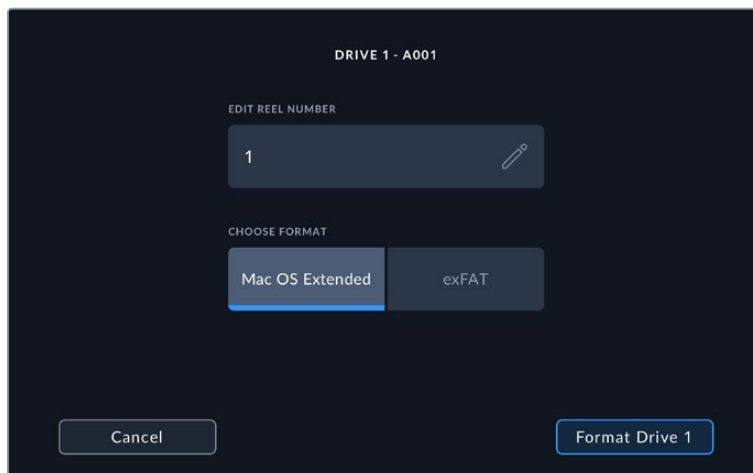 DRIVE 1 - A001
EDIT REEL NUMBER
1
CHOOSE FORMAT
Mac OS Extended exFAT
Cancel Format Drive 1